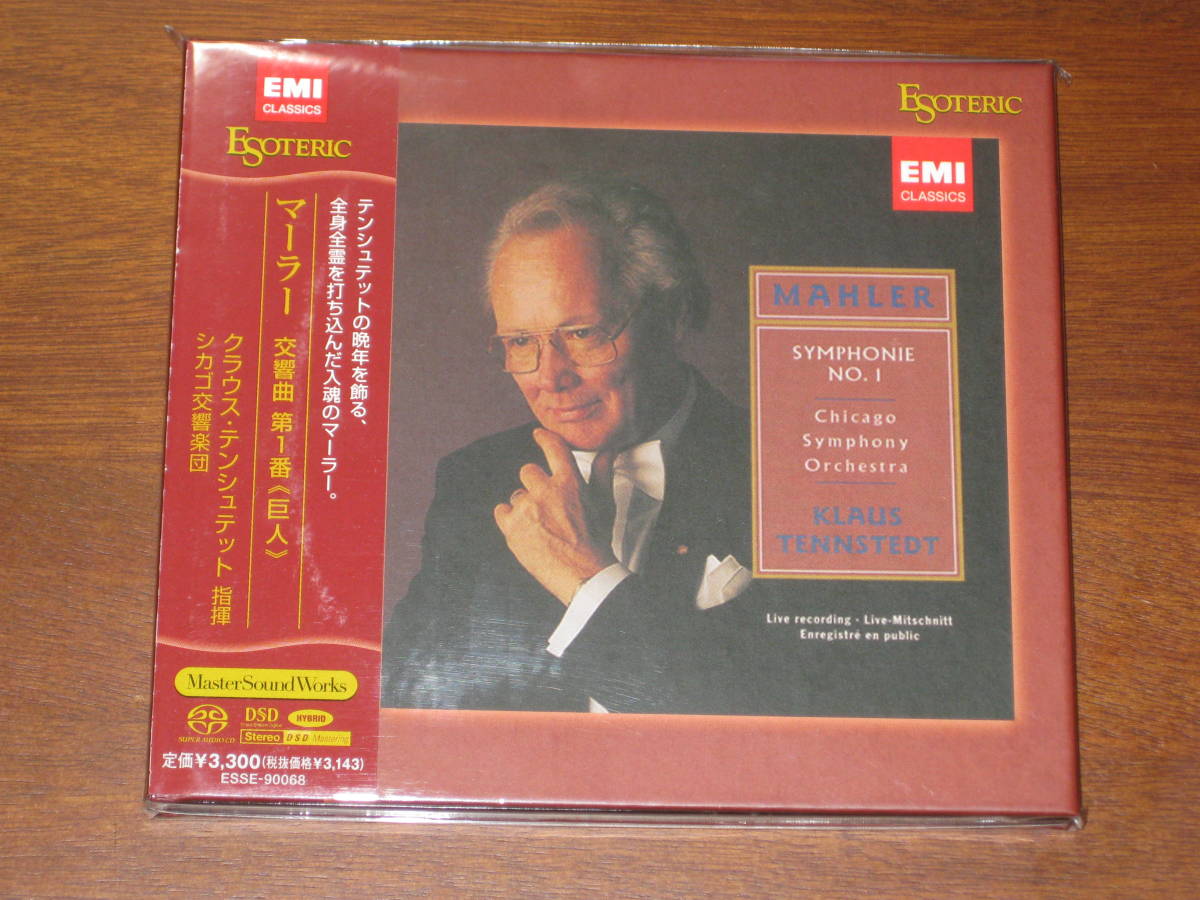 EMI
CLASSICS
ESOTERIC
テンシュテットの晩年を飾る、
全身全霊を打ち込んだ入魂のマーラー。
マーラー 交響曲 第1番《巨人》
クラウス・テンシュテット 指揮
シカゴ交響楽団
MasterSoundWorks
SUPER AUDIO CD
DSD
HYBRID
Stereo DSD Mastering
定価¥3,300(税抜価格¥3,143)
ESSE-90068
ESOTERIC
EMI
CLASSICS
MAHLER
SYMPHONIE
NO. 1
Chicago
Symphony
Orchestra
KLAUS
TENNSTEDT
Live recording · Live-Mitschnitt
Enregistré en public